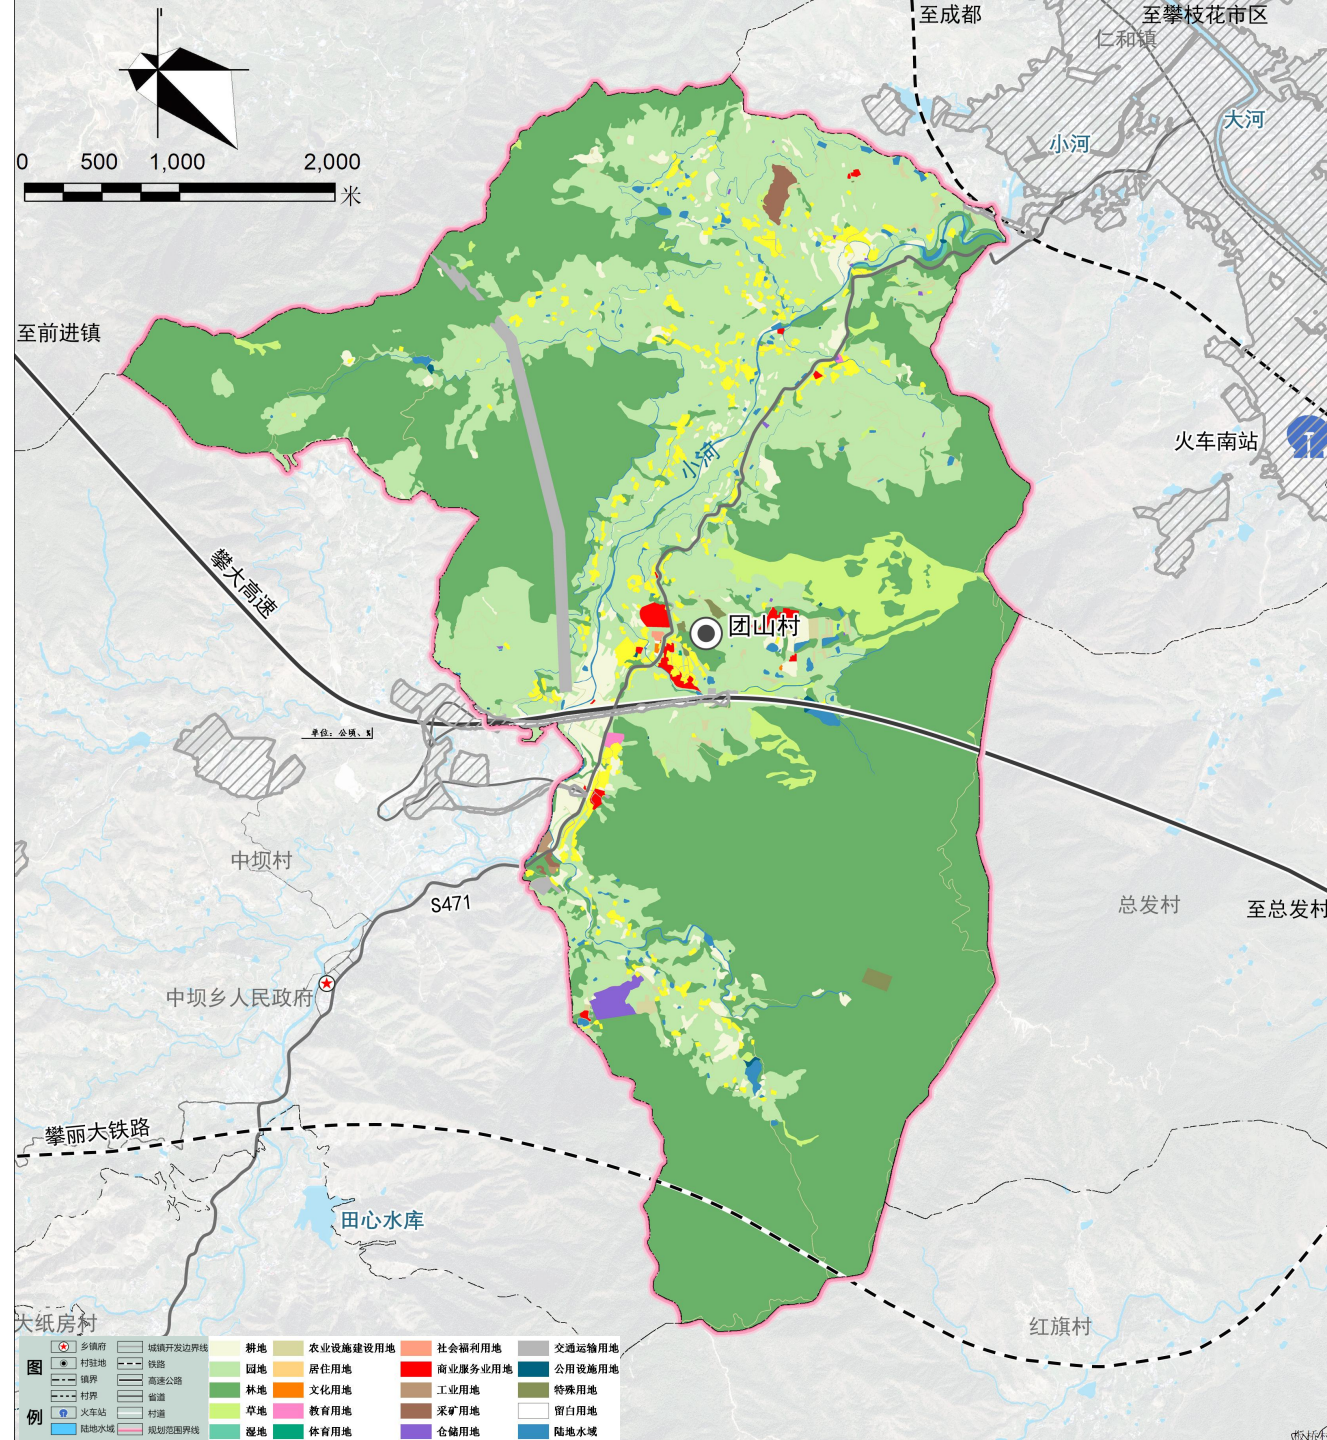 至成都
至攀枝花市区
仁和镇
大河
小河
0 500 1,000 2,000
米
至前进镇
火车南站
小河
攀大高速
团山村
单位：公顷、%
中坝村
S471
总发村
至总发村
中坝乡人民政府
攀丽大铁路
田心水库
大纸房村
红旗村
图例
乡镇府
城镇开发边界线
村驻地
铁路
镇界
高速公路
村界
省道
火车站
村道
陆地水域
规划范围界线
耕地
农业设施建设用地
社会福利用地
交通运输用地
园地
居住用地
商业服务业用地
公用设施用地
林地
文化用地
工业用地
特殊用地
草地
教育用地
采矿用地
留白用地
湿地
体育用地
仓储用地
陆地水域